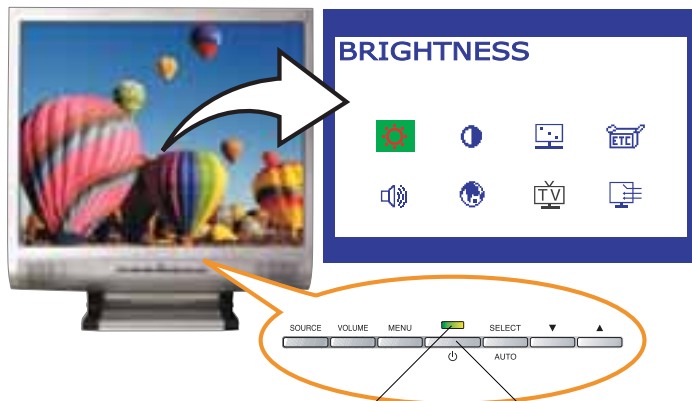 BRIGHTNESS
ETC
TV
SOURCE VOLUME MENU SELECT ▼ ▲
AUTO